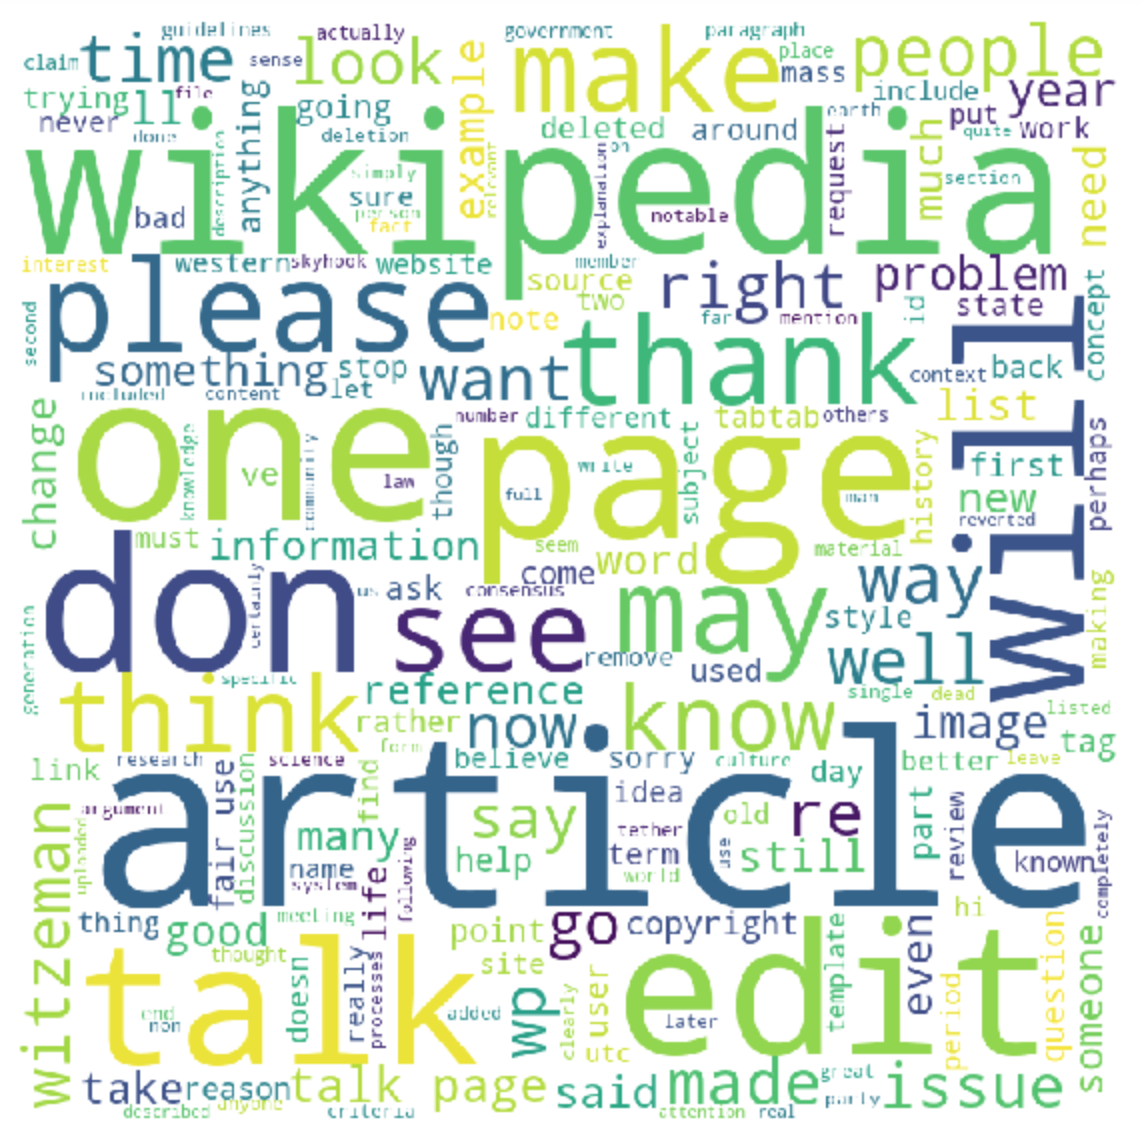 guidelines
actually
government
paragraph
claim
time
sense
look
make
place
mass
people
trying
ll
file
anything
going
example
include
year
never
done
description
deletion
deleted
around
earth
request
much
put
quite
work
need
wikipedia
simply
relevant
explanation
on
section
bad
sure
person
fact
notable
interest
western
skyhook
website
member
source
two
right
problem
please
note
far
mention
id
state
concept
second
something
stop
let
want
thank
context
back
included
content
number
different
tabtab
others
list
will
change
one
knowledge
ve
community
law
though
page
write
full
subject
man
history
first
new
reverted
perhaps
must
information
seem
word
material
don
certainly
us
ask
come
consensus
see
may
way
style
making
generation
remove
used
well
specific
think
reference
rather
form
now
know
single
dead
image
listed
tag
link
research
science
believe
sorry
culture
day
better
leave
article
argument
uploaded
fair use
discussion
find
many
name
system
say
help
idea
tether
term
world
old
use
re
still
part
review
known
completely
witzeman
thing
good
meeting
life
following
point
go
copyright
hi
thought
talk
end
non
doesn
really
processes
added
site
wp
clearly
user
utc
edit
later
template
even
period
question
someone
take
reason
talk page
said
made
great
party
issue
described
anyone
criteria
attention
real